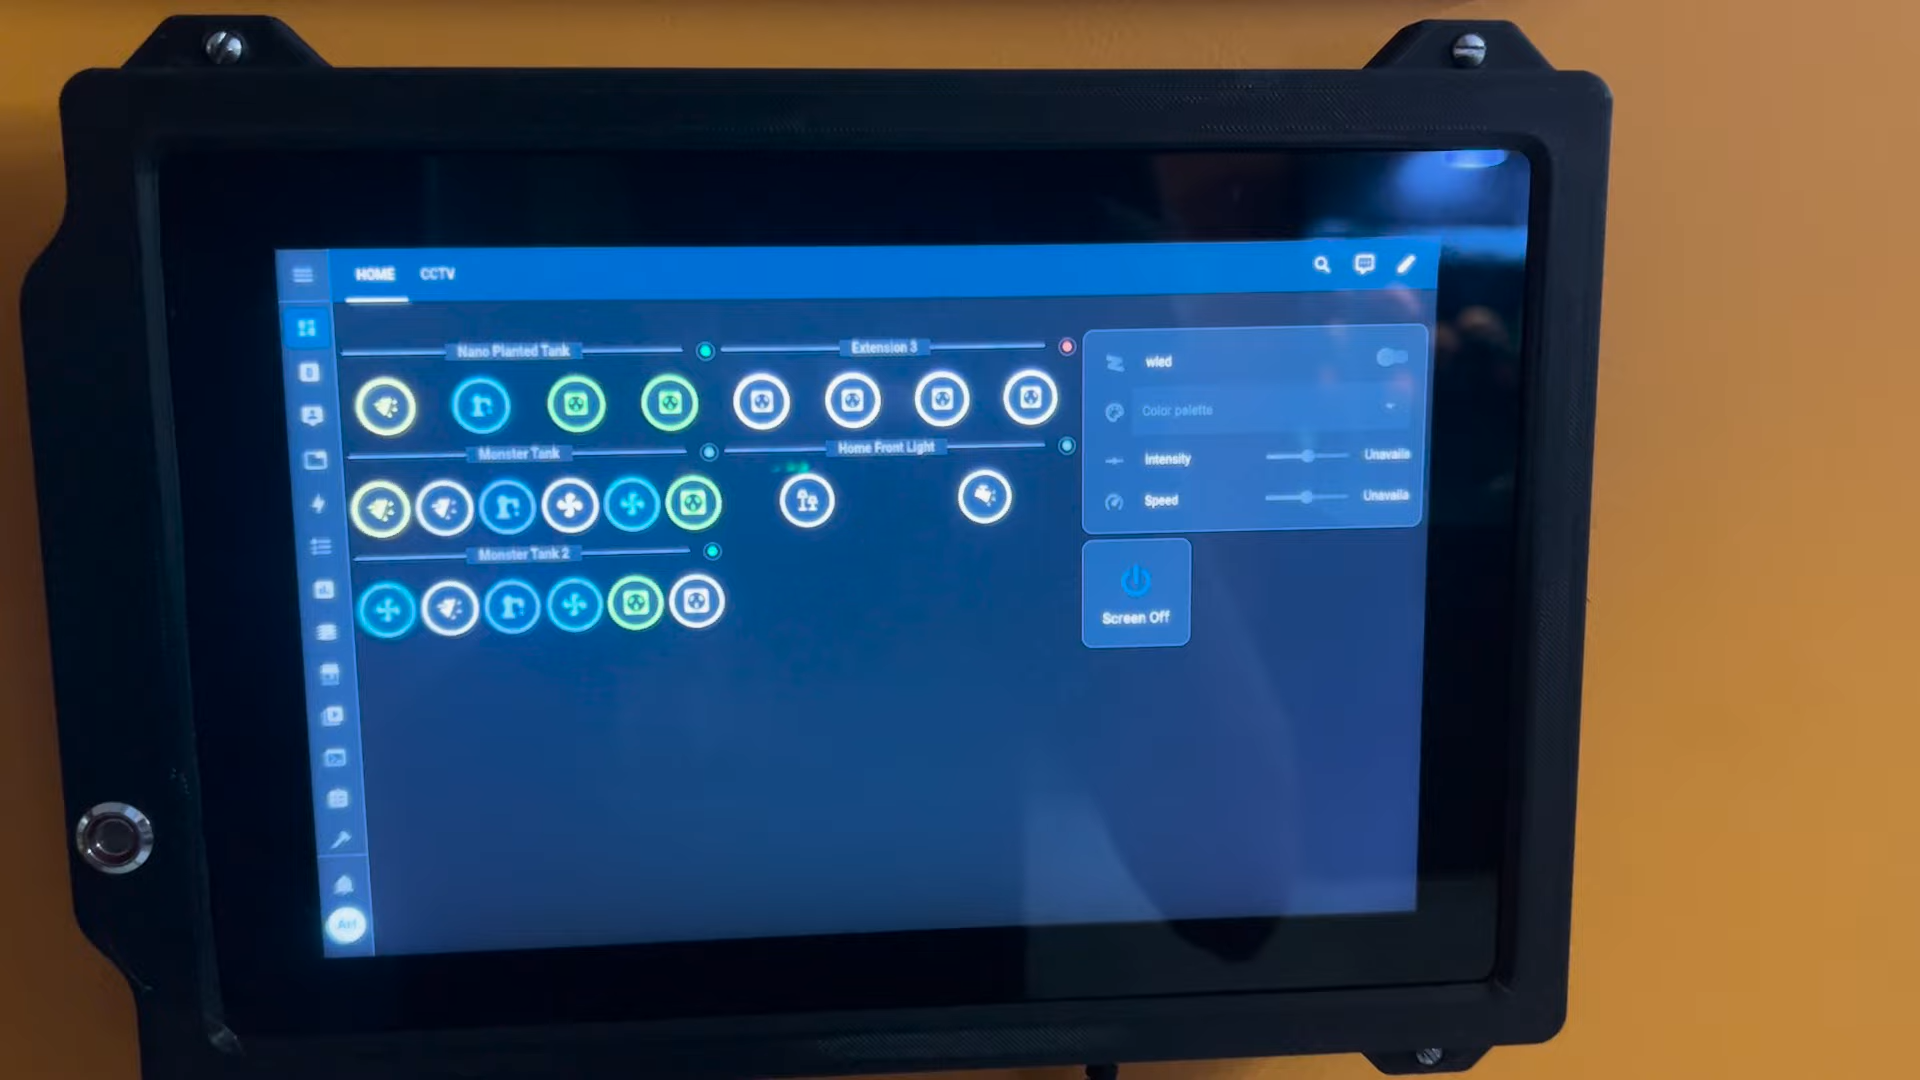 HOME CCTV
Nano Planted Tank
Extension 3
Monster Tank
Home Front Light
Monster Tank 2
wled
Color palette
Intensity Unavaila
Speed Unavaila
Screen Off
AH